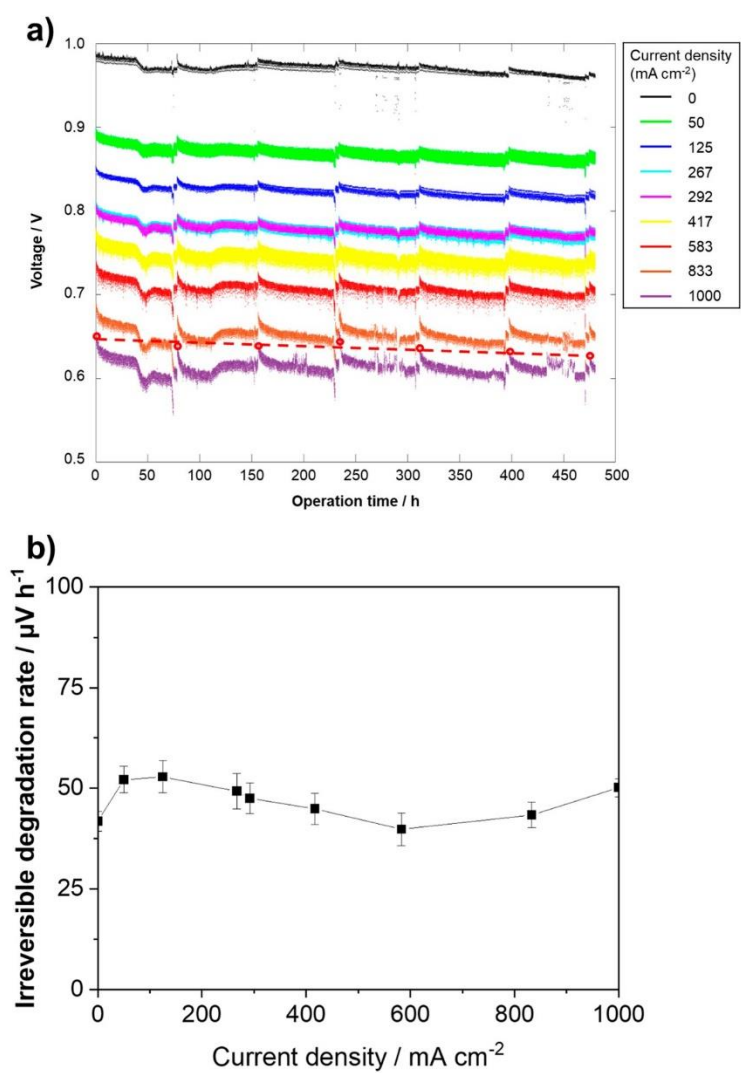 a)
1.0
0.9
0.8
0.7
0.6
0.5
Voltage / V
0 50 100 150 200 250 300 350 400 450 500
Operation time / h
Current density
(mA cm⁻²)
0
50
125
267
292
417
583
833
1000
b)
100
75
50
25
0
Irreversible degradation rate / µV h⁻¹
0 200 400 600 800 1000
Current density / mA cm⁻²